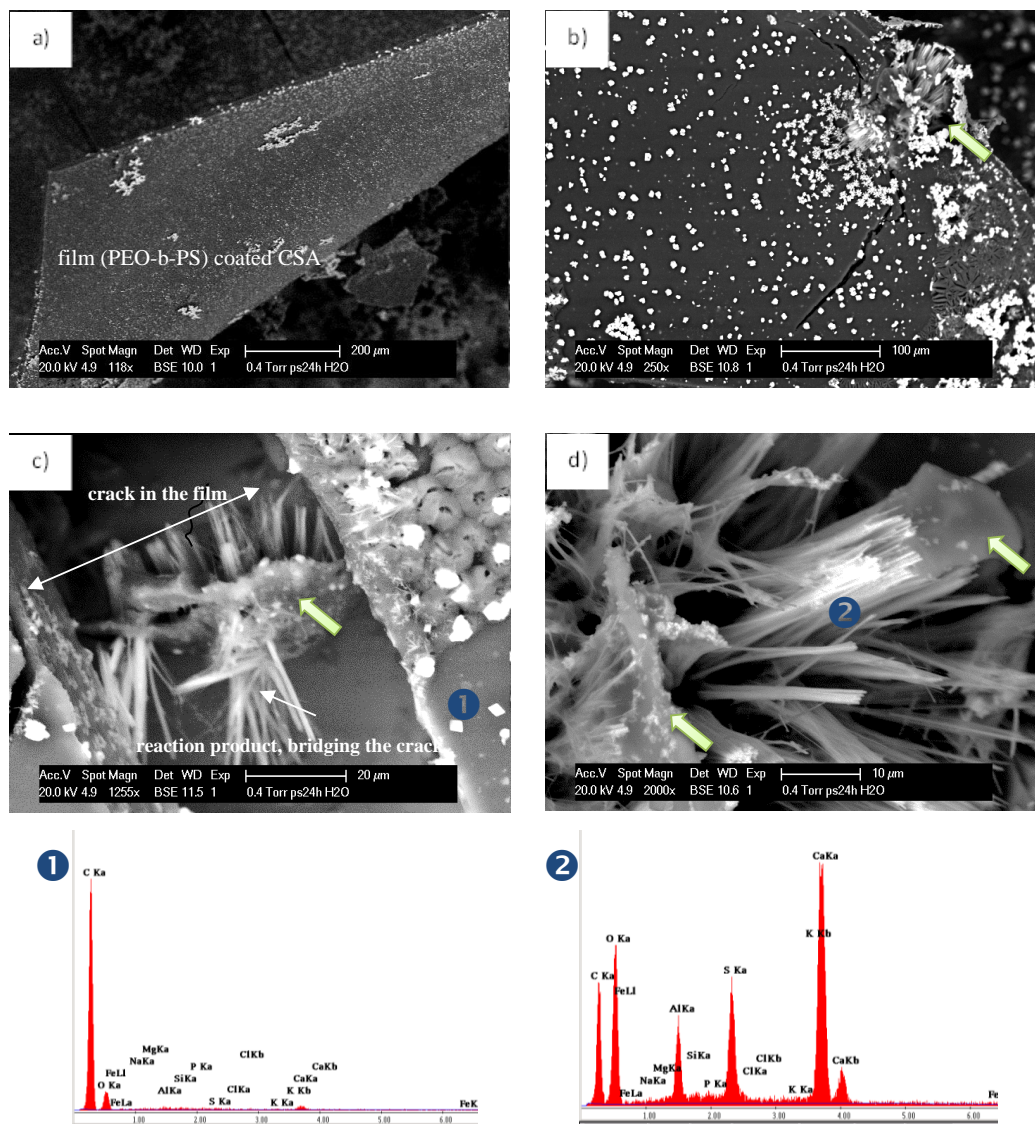 a)
film (PEO-b-PS) coated CSA
Acc.V Spot Magn Det WD Exp 200 µm
20.0 kV 4.9 118x BSE 10.0 1 0.4 Torr ps24h H2O
b)
Acc.V Spot Magn Det WD Exp 100 µm
20.0 kV 4.9 250x BSE 10.8 1 0.4 Torr ps24h H2O
c)
crack in the film
1
reaction product, bridging the crack
Acc.V Spot Magn Det WD Exp 20 µm
20.0 kV 4.9 1255x BSE 11.5 1 0.4 Torr ps24h H2O
d)
2
Acc.V Spot Magn Det WD Exp 10 µm
20.0 kV 4.9 2000x BSE 10.6 1 0.4 Torr ps24h H2O
1
C Ka
ClKb
MgKa
NaKa P Ka CaKb
FeLl
SiKa CaKa
O Ka AlKa ClKa K Kb
FeLa S Ka K Ka FeK
1.00 2.00 3.00 4.00 5.00 6.00
2
CaKa
K Kb
O Ka
C Ka S Ka
FeLl
AlKa
SiKa ClKb CaKb
MgKa ClKa
NaKa P Ka K Ka
FeLa Fe
1.00 2.00 3.00 4.00 5.00 6.00